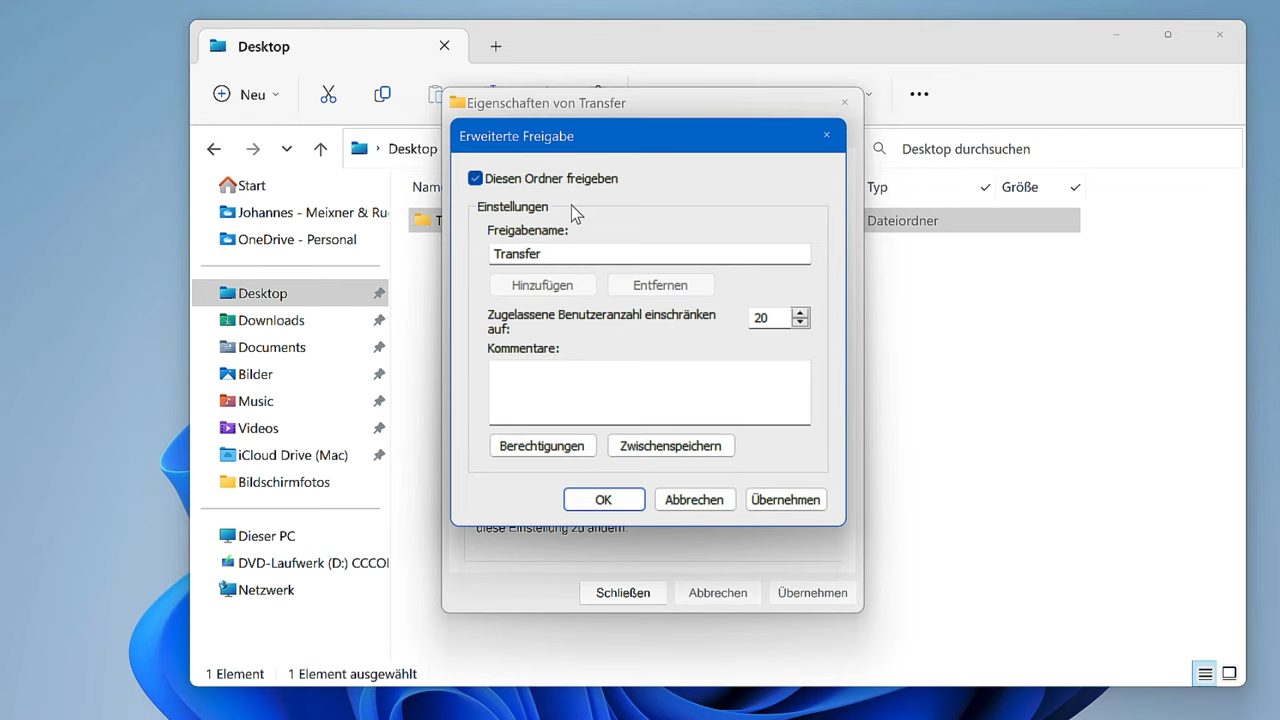 Desktop
Neu
Eigenschaften von Transfer
Erweiterte Freigabe
Desktop
Desktop durchsuchen
Diesen Ordner freigeben
Start
Typ
Größe
Johannes - Meixner & Ru
Einstellungen
Dateiordner
Freigabename:
OneDrive - Personal
Transfer
Hinzufügen
Entfernen
Desktop
Zugelassene Benutzeranzahl einschränken
auf:
20
Downloads
Documents
Kommentare:
Bilder
Music
Videos
Berechtigungen
Zwischenspeichern
iCloud Drive (Mac)
Bildschirmfotos
OK
Abbrechen
Übernehmen
diese Einstellung zu ändern.
Dieser PC
DVD-Laufwerk (D:) CCCO
Netzwerk
Schließen
Abbrechen
Übernehmen
1 Element
1 Element ausgewählt